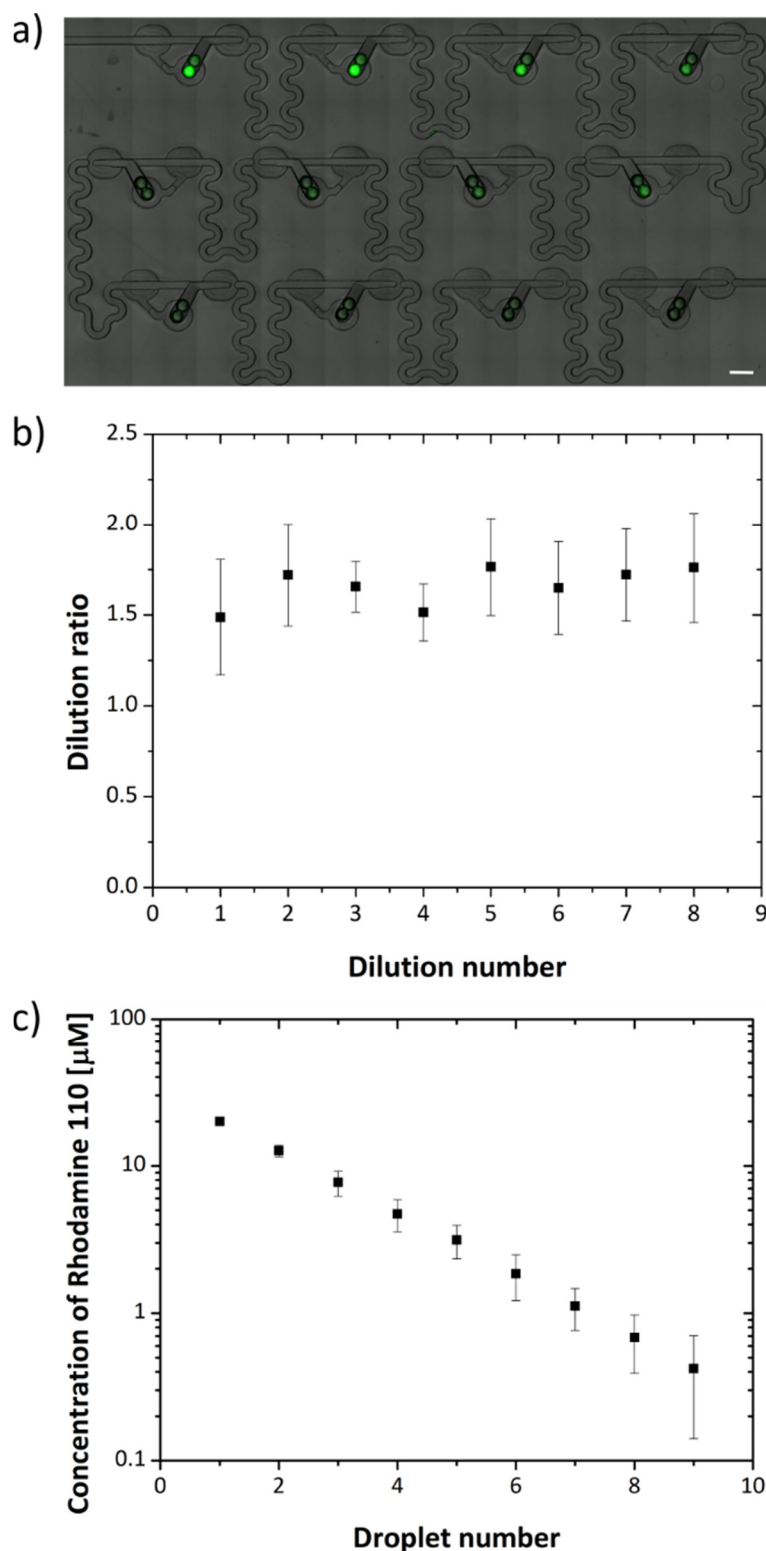 a)
b)
2.5
2.0
1.5
1.0
0.5
0.0
Dilution ratio
0 1 2 3 4 5 6 7 8 9
Dilution number
c)
100
10
1
0.1
Concentration of Rhodamine 110 [μM]
0 2 4 6 8 10
Droplet number